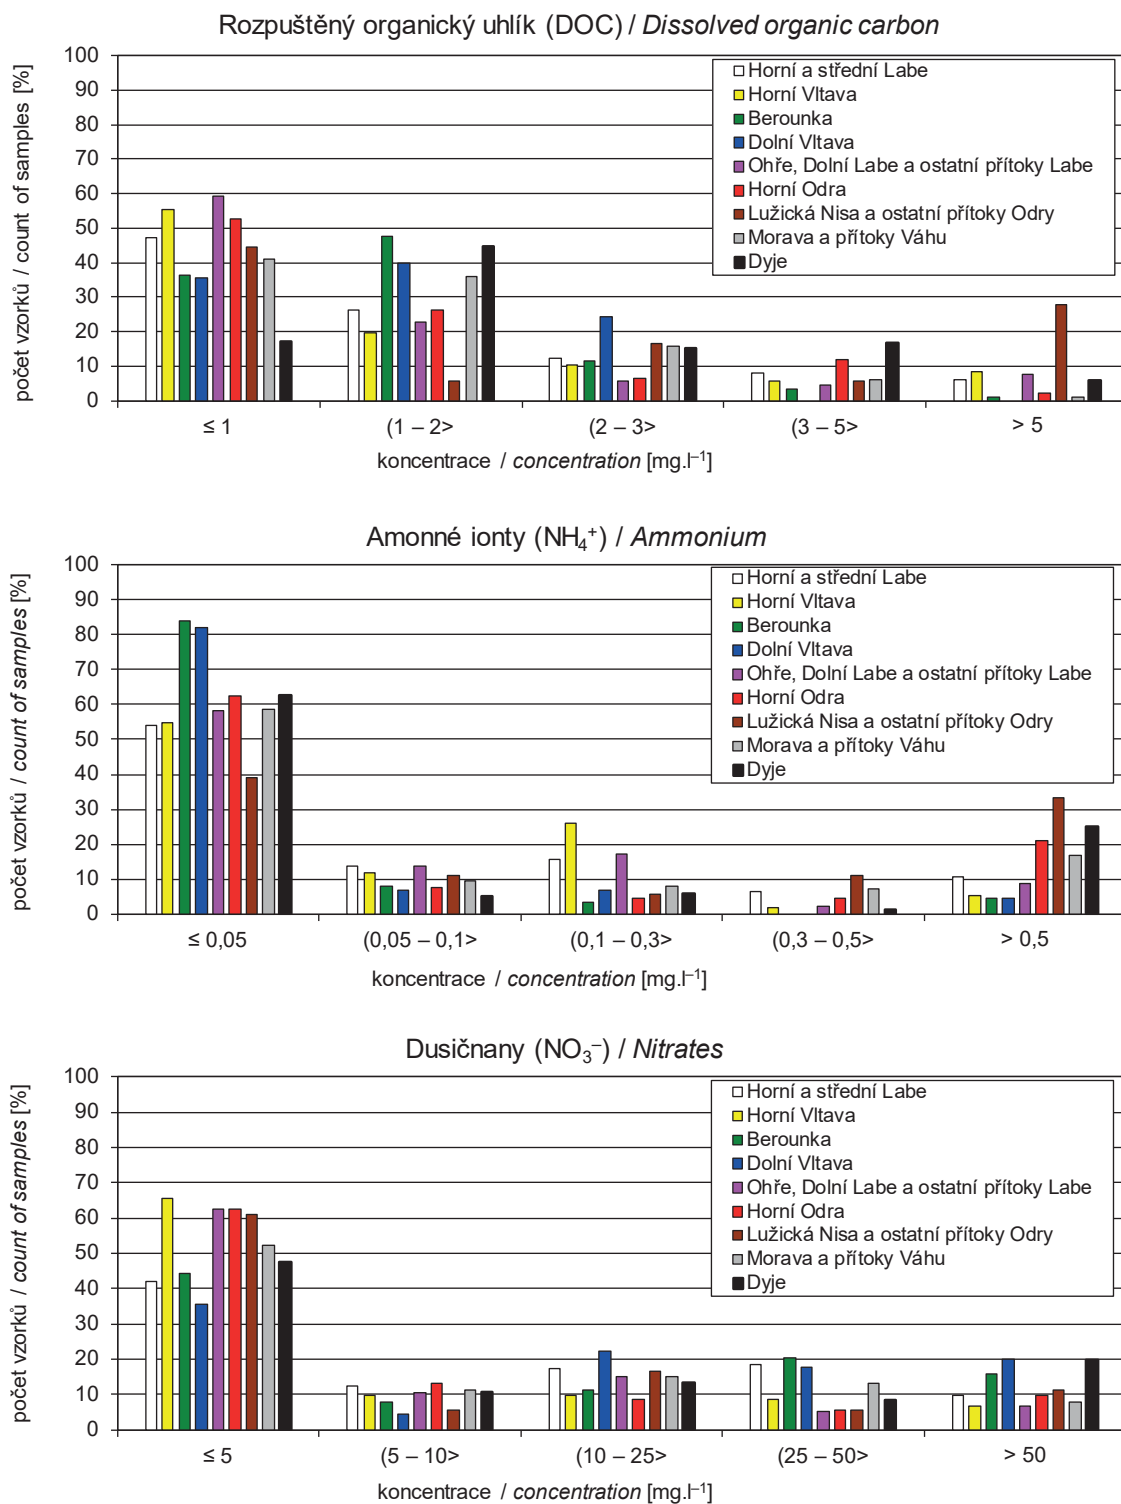 Rozpuštěný organický uhlík (DOC) / Dissolved organic carbon
počet vzorků / count of samples [%]
100
90
80
70
60
50
40
30
20
10
0
Horní a střední Labe
Horní Vltava
Berounka
Dolní Vltava
Ohře, Dolní Labe a ostatní přítoky Labe
Horní Odra
Lužická Nisa a ostatní přítoky Odry
Morava a přítoky Váhu
Dyje
≤ 1 (1 – 2> (2 – 3> (3 – 5> > 5
koncentrace / concentration [mg.l⁻¹]
Amonné ionty (NH₄⁺) / Ammonium
počet vzorků / count of samples [%]
100
90
80
70
60
50
40
30
20
10
0
Horní a střední Labe
Horní Vltava
Berounka
Dolní Vltava
Ohře, Dolní Labe a ostatní přítoky Labe
Horní Odra
Lužická Nisa a ostatní přítoky Odry
Morava a přítoky Váhu
Dyje
≤ 0,05 (0,05 – 0,1> (0,1 – 0,3> (0,3 – 0,5> > 0,5
koncentrace / concentration [mg.l⁻¹]
Dusičnany (NO₃⁻) / Nitrates
počet vzorků / count of samples [%]
100
90
80
70
60
50
40
30
20
10
0
Horní a střední Labe
Horní Vltava
Berounka
Dolní Vltava
Ohře, Dolní Labe a ostatní přítoky Labe
Horní Odra
Lužická Nisa a ostatní přítoky Odry
Morava a přítoky Váhu
Dyje
≤ 5 (5 – 10> (10 – 25> (25 – 50> > 50
koncentrace / concentration [mg.l⁻¹]